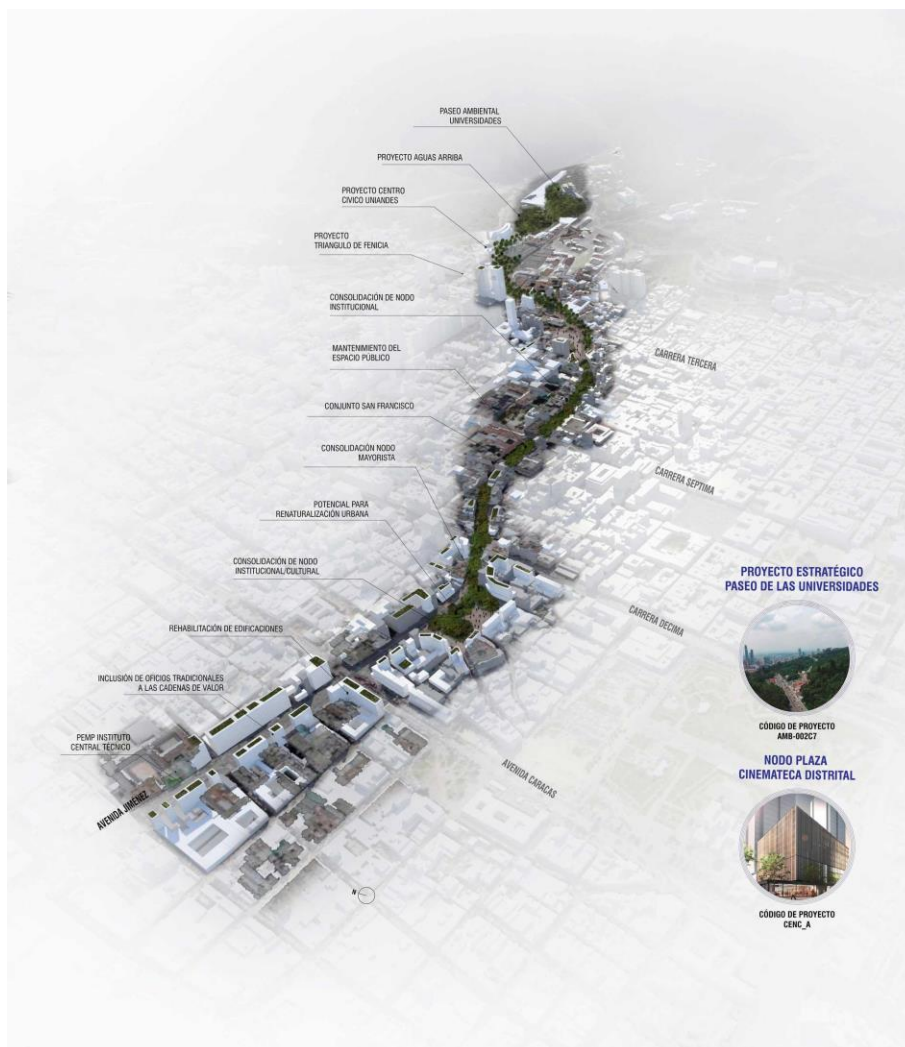 PASEO AMBIENTAL
UNIVERSIDADES
PROYECTO AGUAS ARRIBA
PROYECTO CENTRO
CIVICO UNIANDES
PROYECTO
TRIANGULO DE FENICIA
CONSOLIDACIÓN DE NODO
INSTITUCIONAL
MANTENIMIENTO DEL
ESPACIO PÚBLICO
CARRERA TERCERA
CONJUNTO SAN FRANCISCO
CONSOLIDACIÓN NODO
MAYORISTA
CARRERA SEPTIMA
POTENCIAL PARA
RENATURALIZACIÓN URBANA
CONSOLIDACIÓN DE NODO
INSTITUCIONAL/CULTURAL
CARRERA DECIMA
REHABILITACIÓN DE EDIFICACIONES
INCLUSIÓN DE OFICIOS TRADICIONALES
A LAS CADENAS DE VALOR
PEMP INSTITUTO
CENTRAL TÉCNICO
AVENIDA JIMÉNEZ
AVENIDA CARACAS
N
PROYECTO ESTRATÉGICO
PASEO DE LAS UNIVERSIDADES
CÓDIGO DE PROYECTO
AMB-002C7
NODO PLAZA
CINEMATECA DISTRITAL
CÓDIGO DE PROYECTO
CENC_A